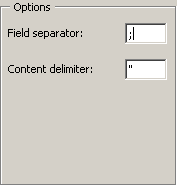 Options
Field separator: ;
Content delimiter: "